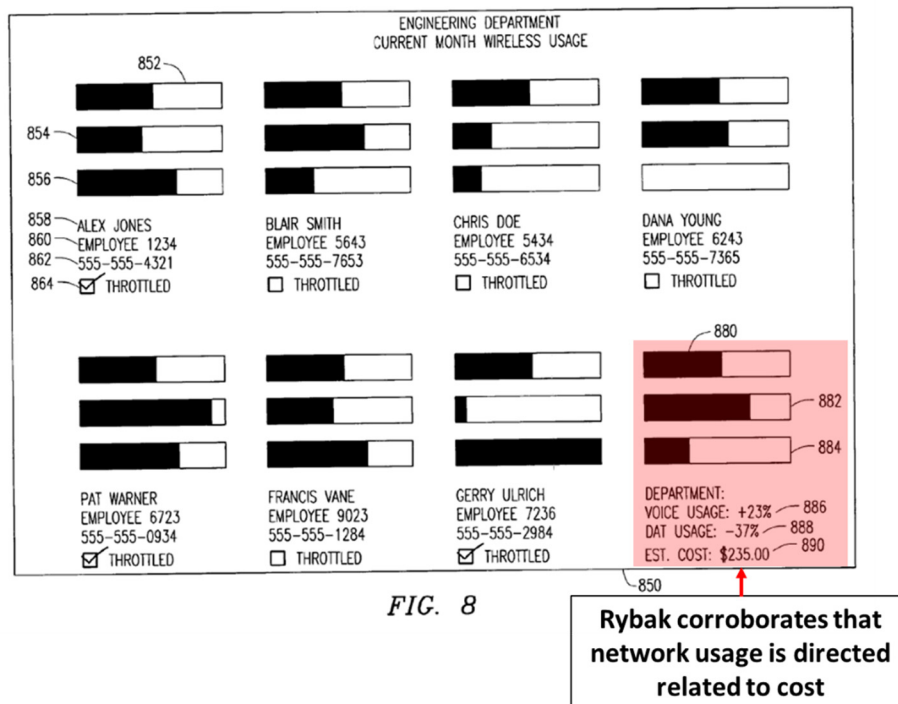 ENGINEERING DEPARTMENT
CURRENT MONTH WIRELESS USAGE
852
854
856
858 ALEX JONES
860 EMPLOYEE 1234
862 555-555-4321
864 THROTTLED
BLAIR SMITH
EMPLOYEE 5643
555-555-7653
THROTTLED
CHRIS DOE
EMPLOYEE 5434
555-555-6534
THROTTLED
DANA YOUNG
EMPLOYEE 6243
555-555-7365
THROTTLED
PAT WARNER
EMPLOYEE 6723
555-555-0934
THROTTLED
FRANCIS VANE
EMPLOYEE 9023
555-555-1284
THROTTLED
GERRY ULRICH
EMPLOYEE 7236
555-555-2984
THROTTLED
880
882
884
DEPARTMENT:
VOICE USAGE: +23% 886
DAT USAGE: -37% 888
EST. COST: $235.00 890
850
FIG. 8
Rybak corroborates that
network usage is directed
related to cost